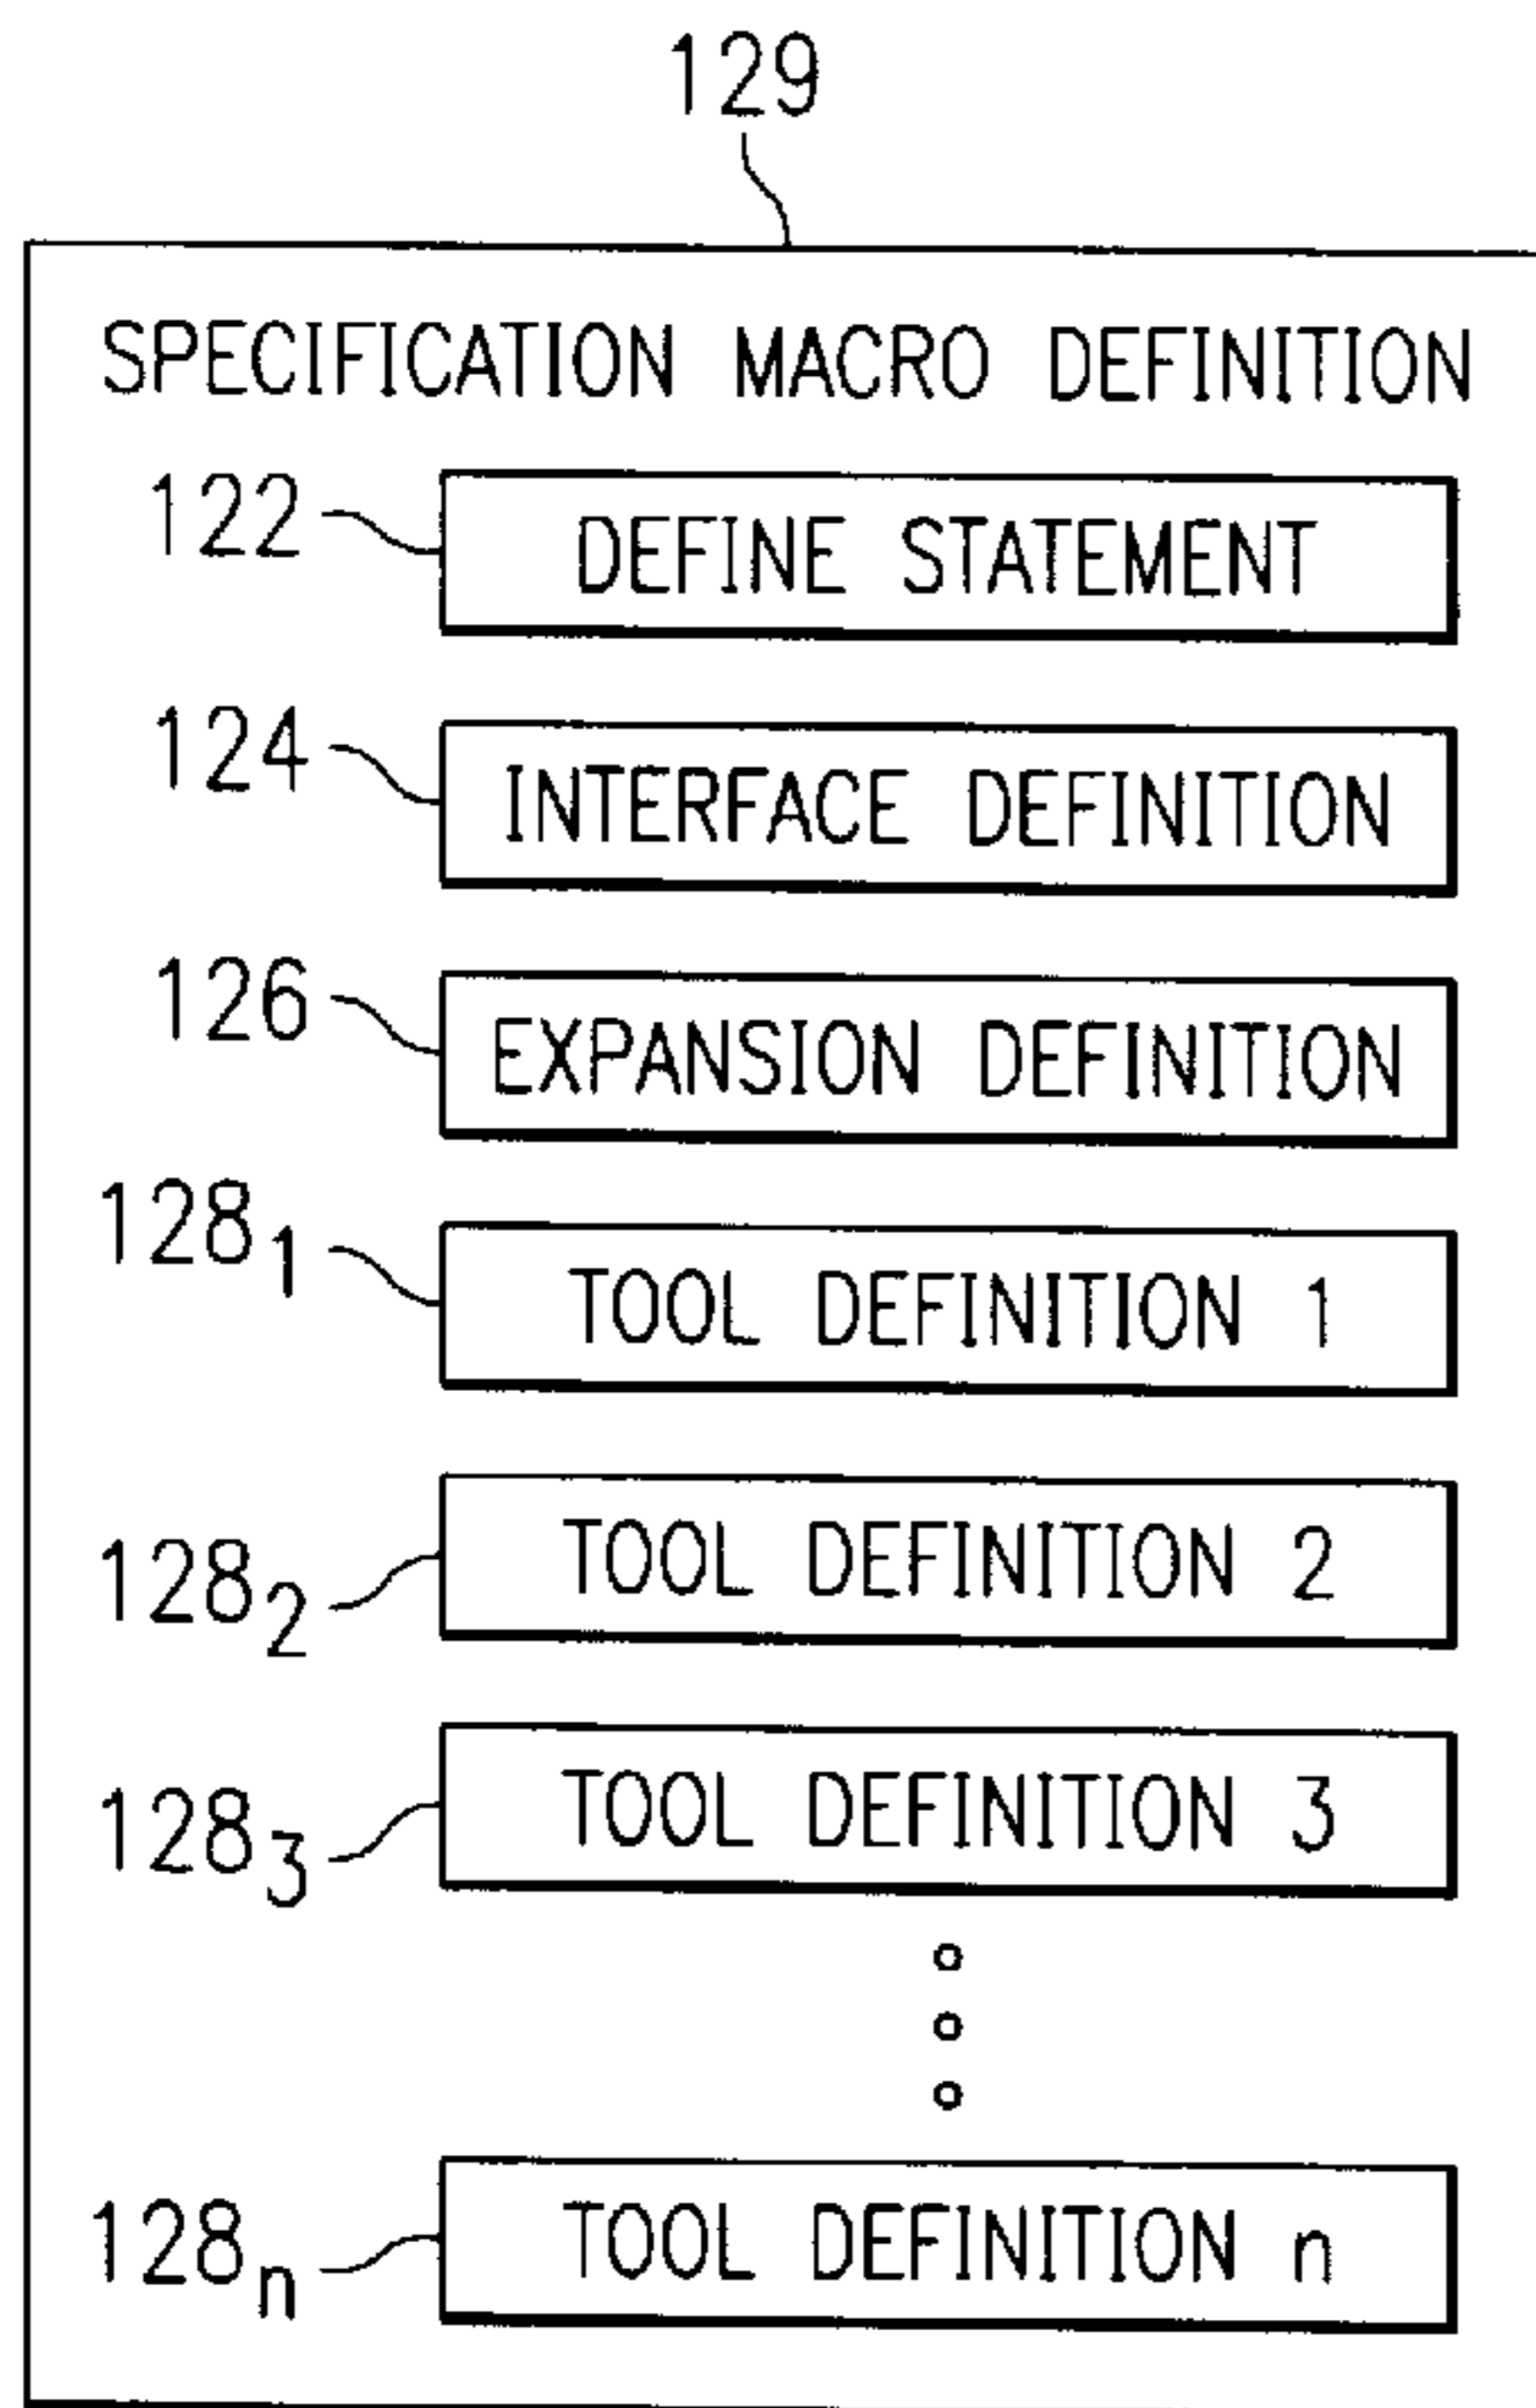 129
SPECIFICATION MACRO DEFINITION
122 DEFINE STATEMENT
124 INTERFACE DEFINITION
126 EXPANSION DEFINITION
128₁ TOOL DEFINITION 1
128₂ TOOL DEFINITION 2
128₃ TOOL DEFINITION 3
128ₙ TOOL DEFINITION n